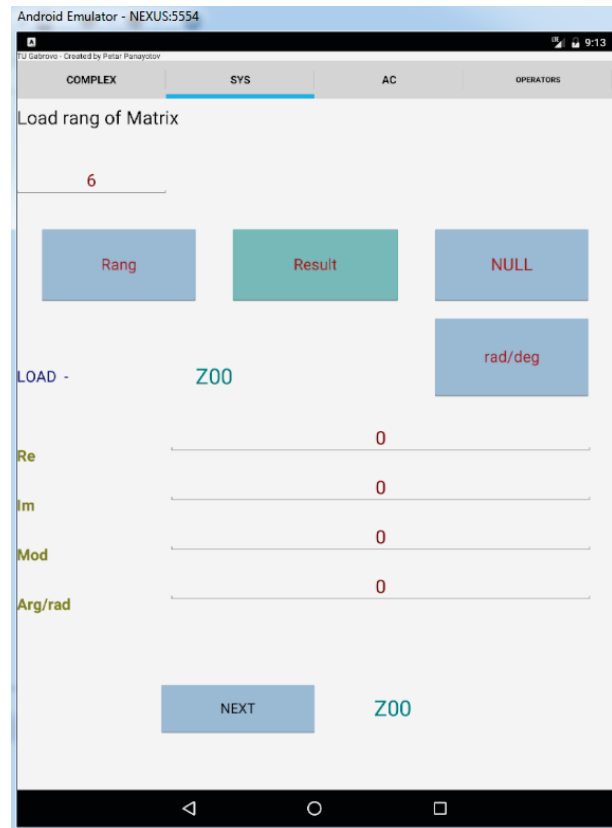 Android Emulator - NEXUS:5554
9:13
TU Gabrovo - Created by Petar Panayotov
COMPLEX SYS AC OPERATORS
Load rang of Matrix
6
Rang Result NULL
rad/deg
LOAD - Z00
Re 0
Im 0
Mod 0
Arg/rad 0
NEXT Z00